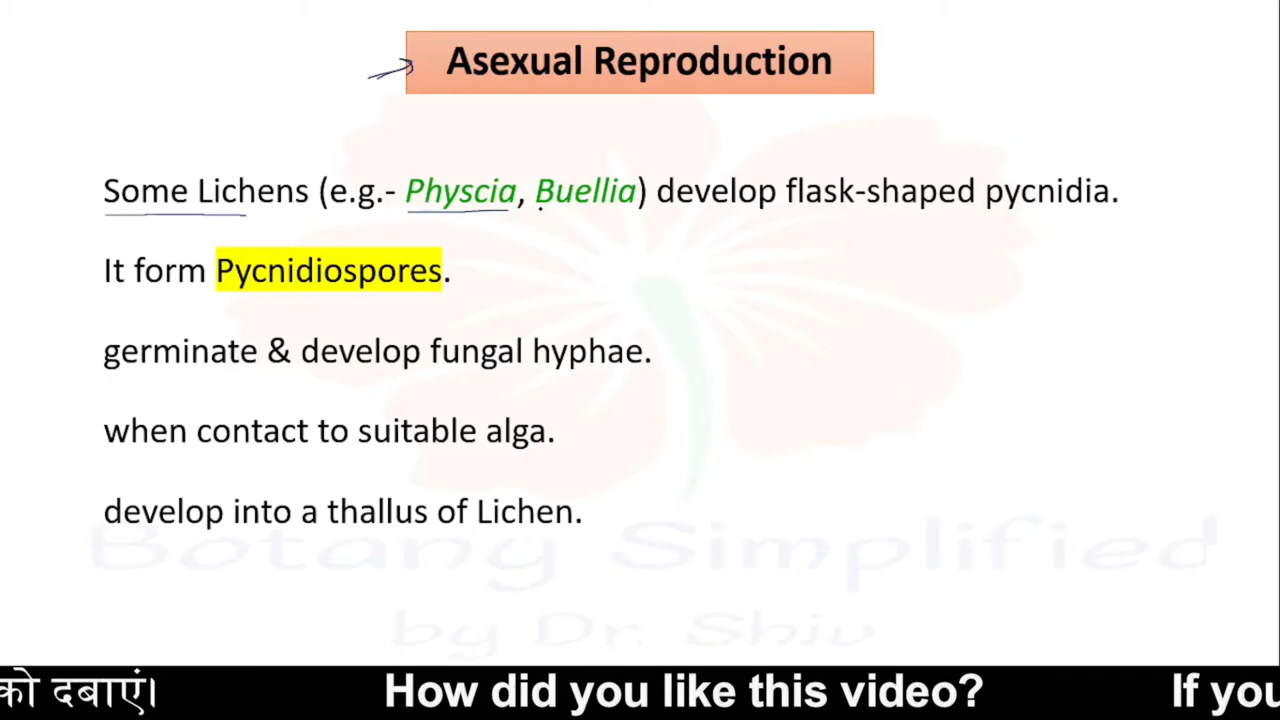 Asexual Reproduction
Some Lichens (e.g.- Physcia, Buellia) develop flask-shaped pycnidia.
It form Pycnidiospores.
germinate & develop fungal hyphae.
when contact to suitable alga.
develop into a thallus of Lichen.
Botany Simplified
by Dr. Shiv
को दबाएं। How did you like this video? If you